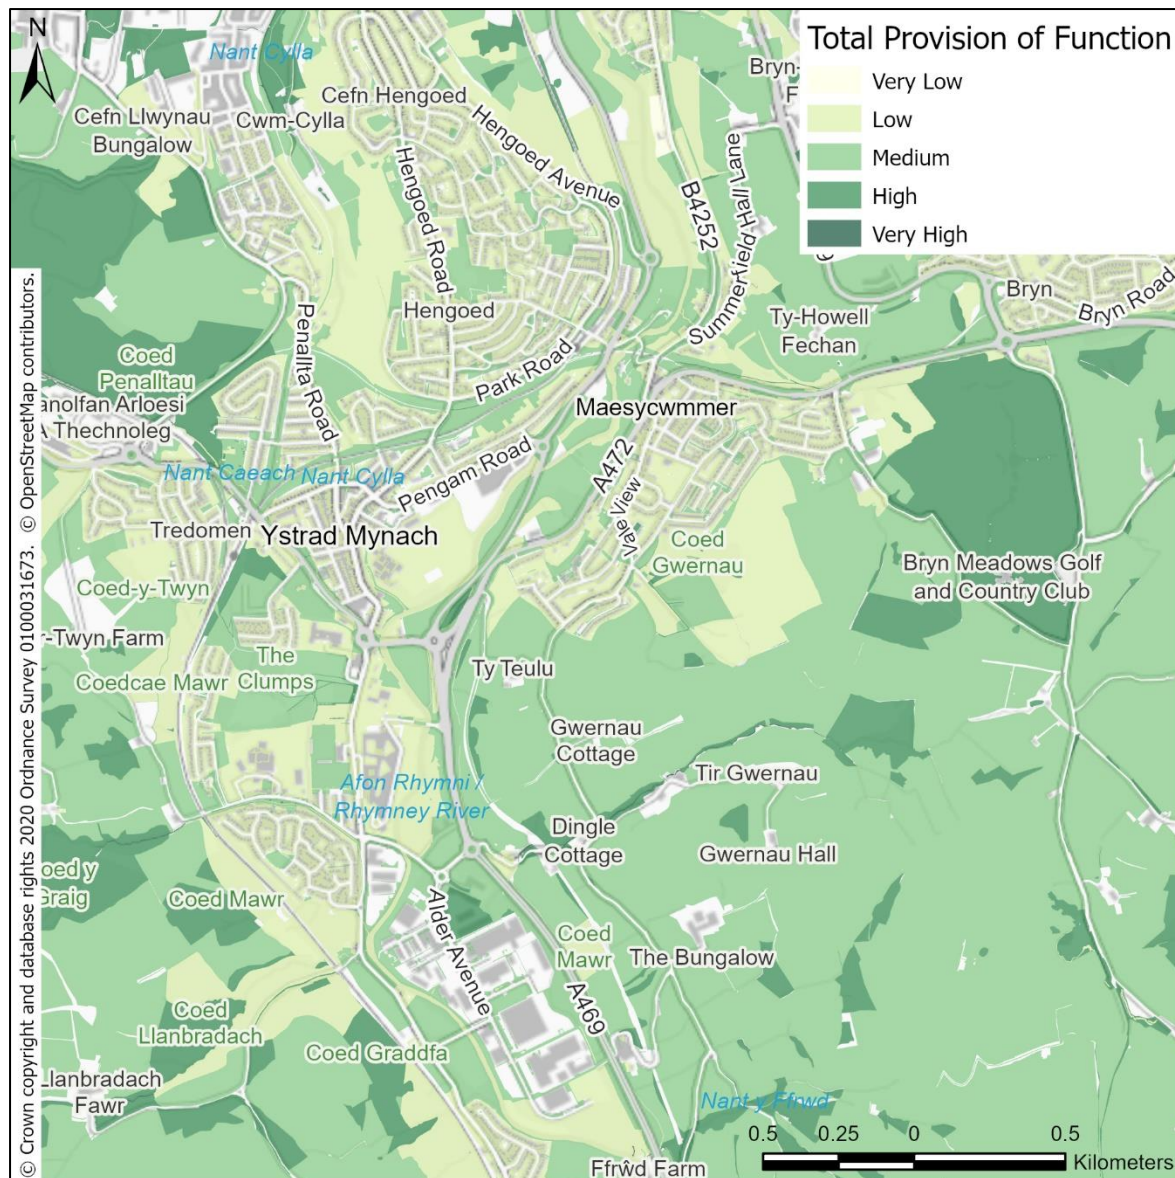 N
Total Provision of Function
Very Low
Low
Medium
High
Very High
Nant Cylla
Cefn Hengoed
Cefn Llwynau
Bungalow
Cwm-Cylla
Hengoed Avenue
Hengoed Road
B4252
Summerfield Hall Lane
Bryn-
F
Penallta Road
Hengoed
Park Road
Ty-Howell
Fechan
Bryn
Bryn Road
Coed
Penalltau
anolfan Arloesi
A Thechnoleg
Maesycwmmer
Nant Caeach
Nant Cylla
Pengam Road
A472
Vale View
Tredomen
Ystrad Mynach
Coed
Gwernau
Bryn Meadows Golf
and Country Club
Coed-y-Twyn
r-Twyn Farm
The
Clumps
Coedcae Mawr
Ty Teulu
Gwernau
Cottage
Tir Gwernau
Afon Rhymni /
Rhymney River
Dingle
Cottage
Gwernau Hall
oed y
Graig
Coed Mawr
Alder Avenue
Coed
Mawr
The Bungalow
A469
Coed
Llanbradach
Coed Graddfa
Llanbradach
Fawr
Nant y Ffrwd
Ffrŵd Farm
0.5 0.25 0 0.5
Kilometers
© Crown copyright and database rights 2020 Ordnance Survey 0100031673. © OpenStreetMap contributors.